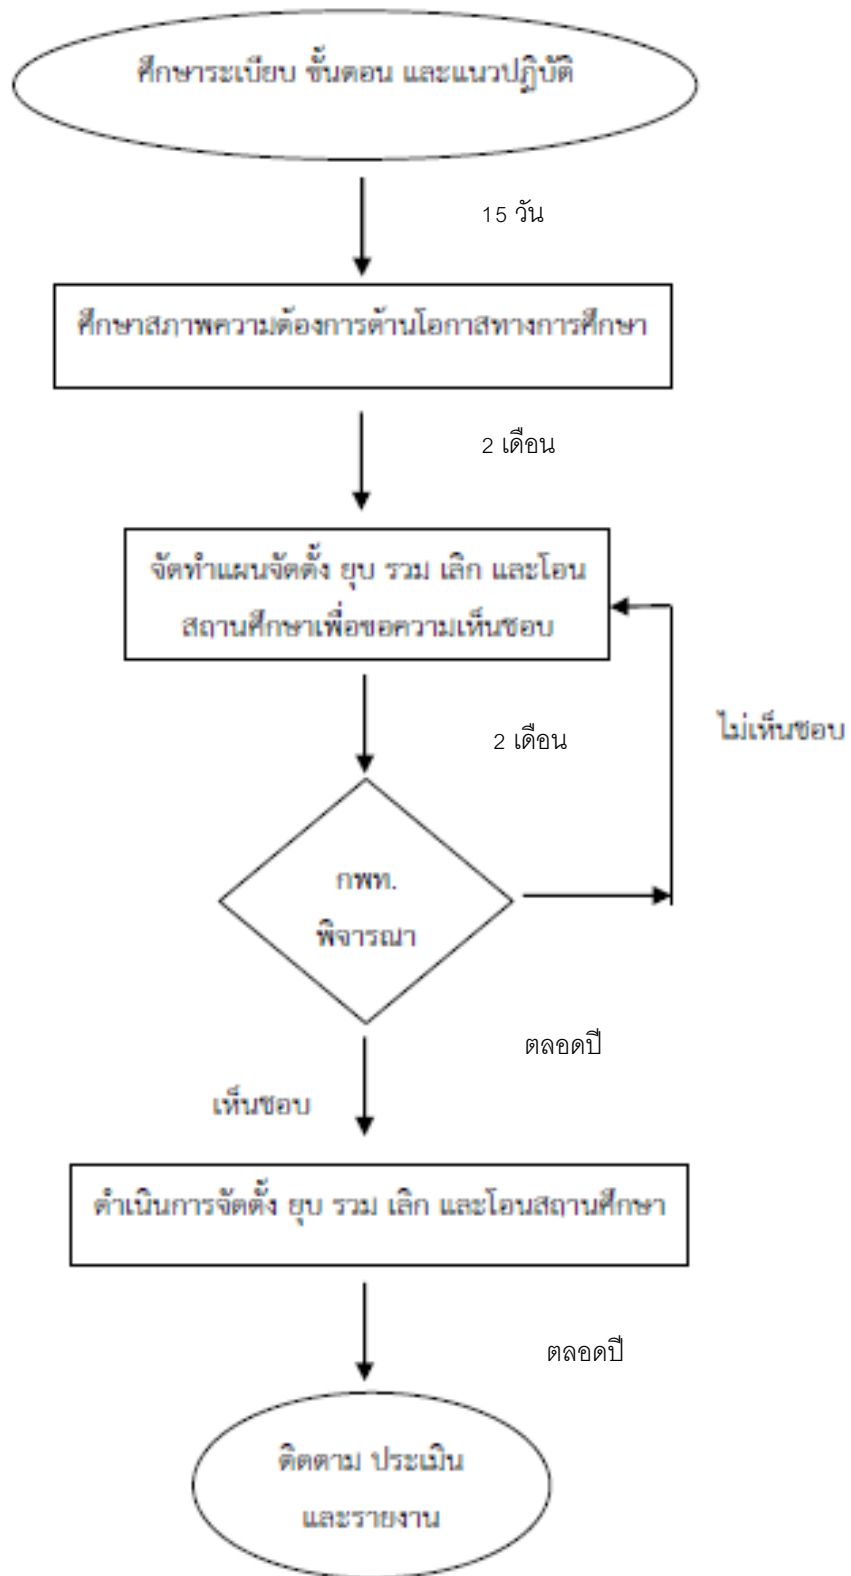 ศึกษาระเบียบ ขั้นตอน และแนวปฏิบัติ
15 วัน
ศึกษาสภาพความต้องการด้านโอกาสทางการศึกษา
2 เดือน
จัดทำแผนจัดตั้ง ยุบ รวม เลิก และโอน
สถานศึกษาเพื่อขอความเห็นชอบ
2 เดือน
ไม่เห็นชอบ
กพท.
พิจารณา
ตลอดปี
เห็นชอบ
ดำเนินการจัดตั้ง ยุบ รวม เลิก และโอนสถานศึกษา
ตลอดปี
ติดตาม ประเมิน
และรายงาน